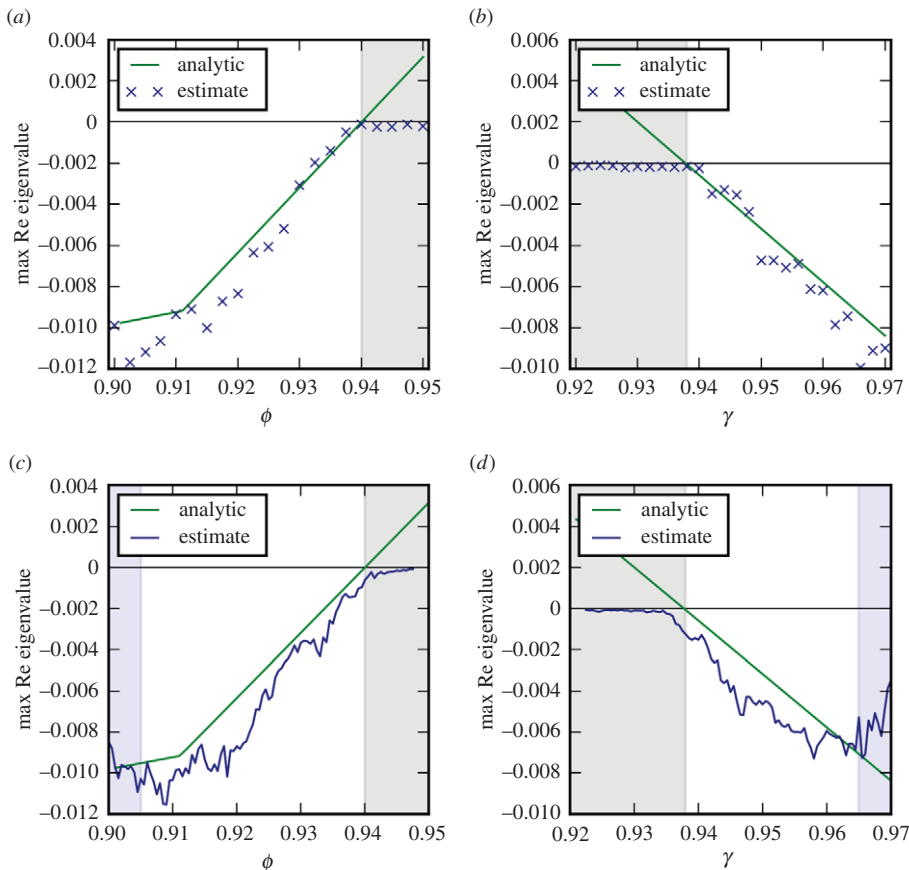 (a)
0.004
0.002
0
−0.002
−0.004
−0.006
−0.008
−0.010
−0.012
max Re eigenvalue
analytic
estimate
0.90 0.91 0.92 0.93 0.94 0.95
ϕ
(b)
0.006
0.004
0.002
0
−0.002
−0.004
−0.006
−0.008
−0.010
max Re eigenvalue
analytic
estimate
0.92 0.93 0.94 0.95 0.96 0.97
γ
(c)
0.004
0.002
0
−0.002
−0.004
−0.006
−0.008
−0.010
−0.012
max Re eigenvalue
analytic
estimate
0.90 0.91 0.92 0.93 0.94 0.95
ϕ
(d)
0.006
0.004
0.002
0
−0.002
−0.004
−0.006
−0.008
−0.010
max Re eigenvalue
analytic
estimate
0.92 0.93 0.94 0.95 0.96 0.97
γ